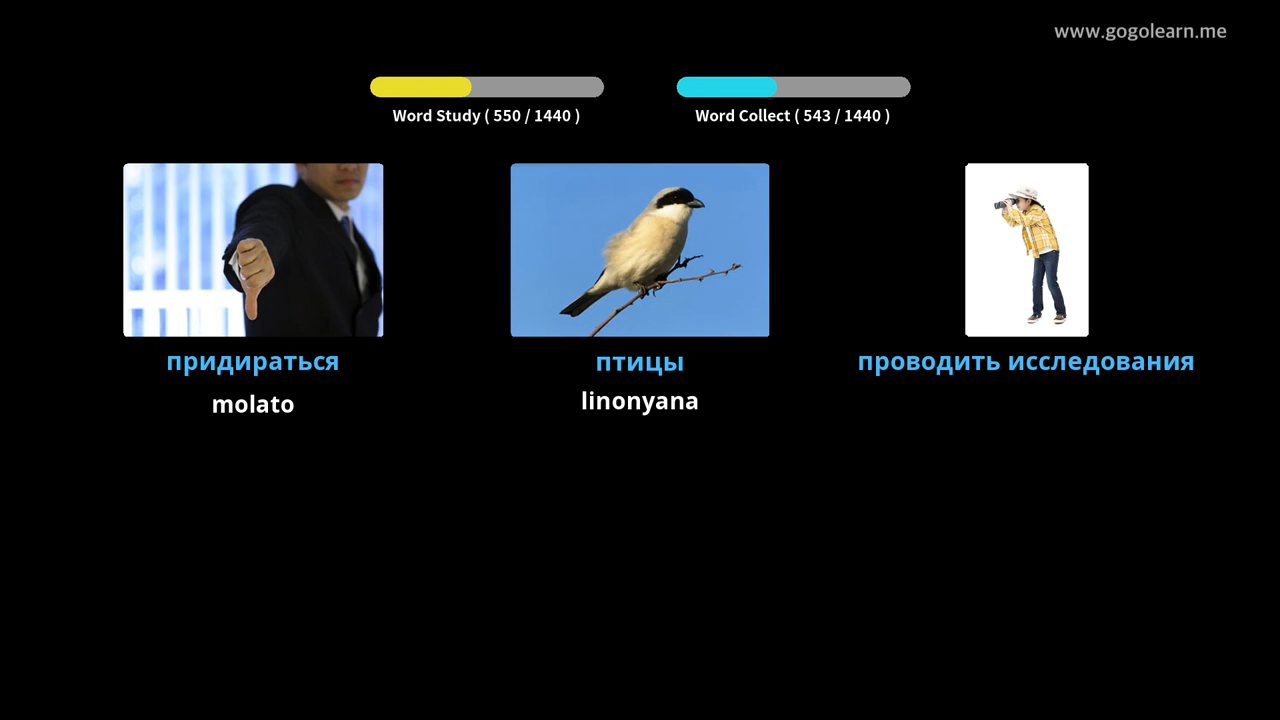 www.gogolearn.me
Word Study ( 550 / 1440 )
Word Collect ( 543 / 1440 )
придираться
птицы
проводить исследования
molato
linonyana